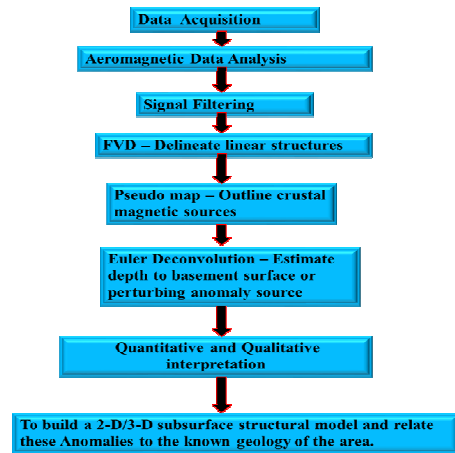 Data Acquisition
Aeromagnetic Data Analysis
Signal Filtering
FVD – Delineate linear structures
Pseudo map – Outline crustal
magnetic sources
Euler Deconvolution – Estimate
depth to basement surface or
perturbing anomaly source
Quantitative and Qualitative
interpretation
To build a 2-D/3-D subsurface structural model and relate
these Anomalies to the known geology of the area.